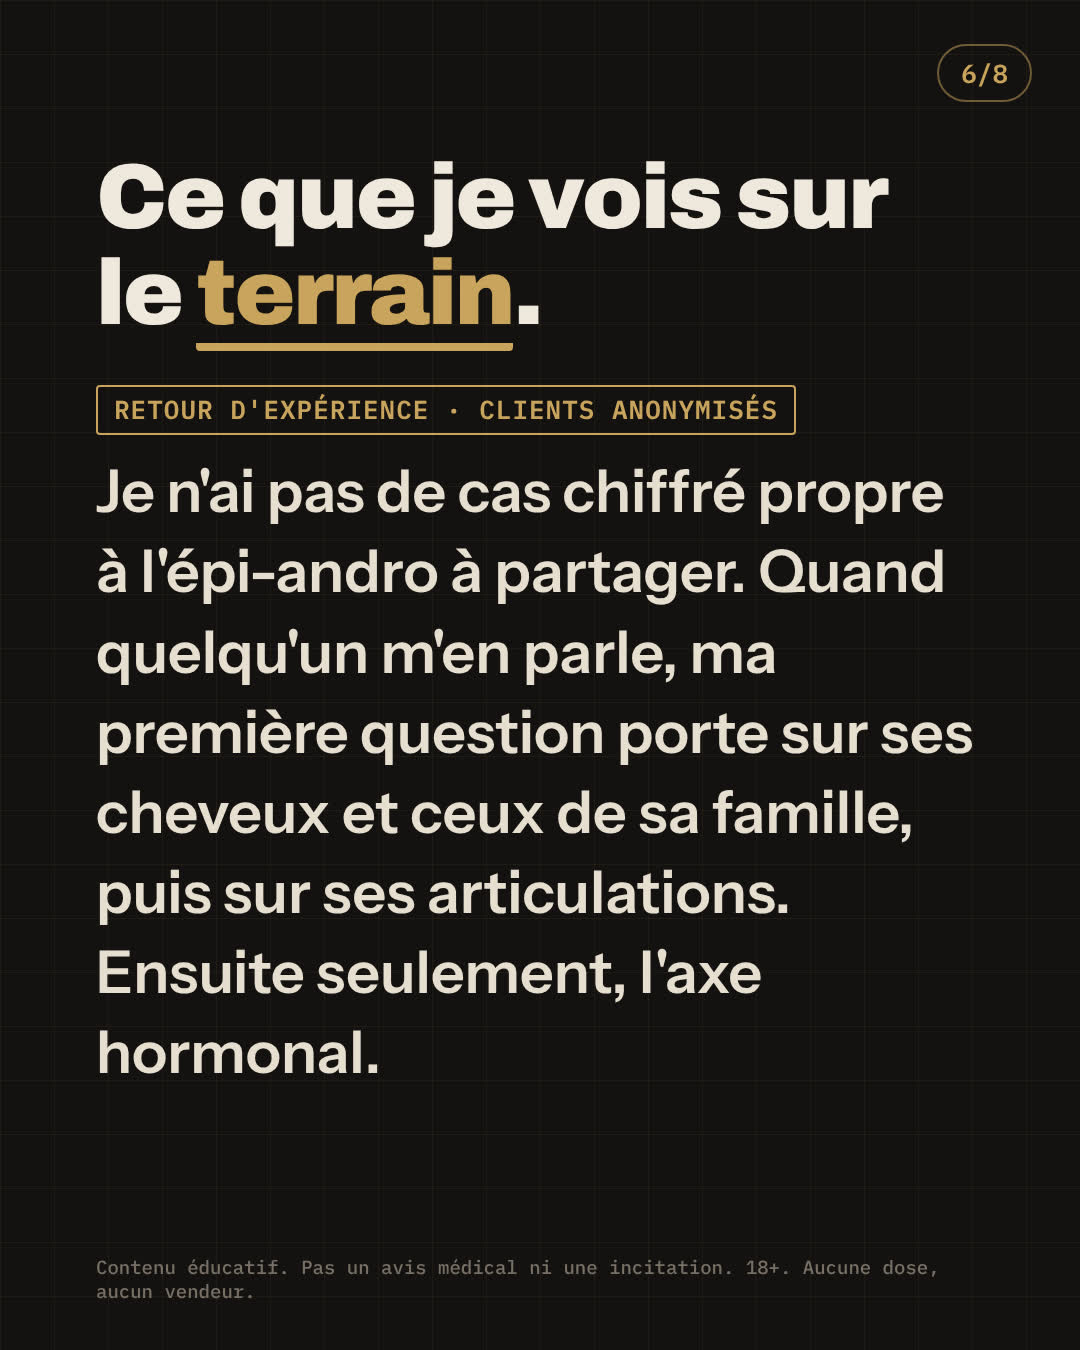 6/8
Ce que je vois sur
le terrain.
RETOUR D'EXPÉRIENCE · CLIENTS ANONYMISÉS
Je n'ai pas de cas chiffré propre
à l'épi-andro à partager. Quand
quelqu'un m'en parle, ma
première question porte sur ses
cheveux et ceux de sa famille,
puis sur ses articulations.
Ensuite seulement, l'axe
hormonal.
Contenu éducatif. Pas un avis médical ni une incitation. 18+. Aucune dose,
aucun vendeur.